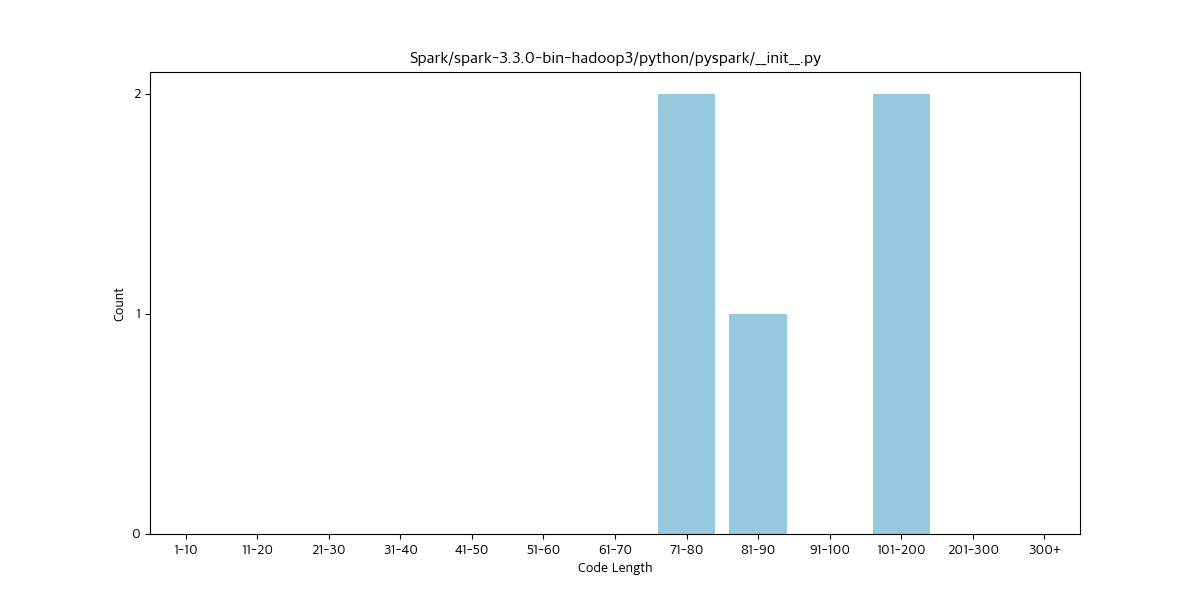 Spark/spark-3.3.0-bin-hadoop3/python/pyspark/__init__.py
2
1
0
Count
1-10 11-20 21-30 31-40 41-50 51-60 61-70 71-80 81-90 91-100 101-200 201-300 300+
Code Length